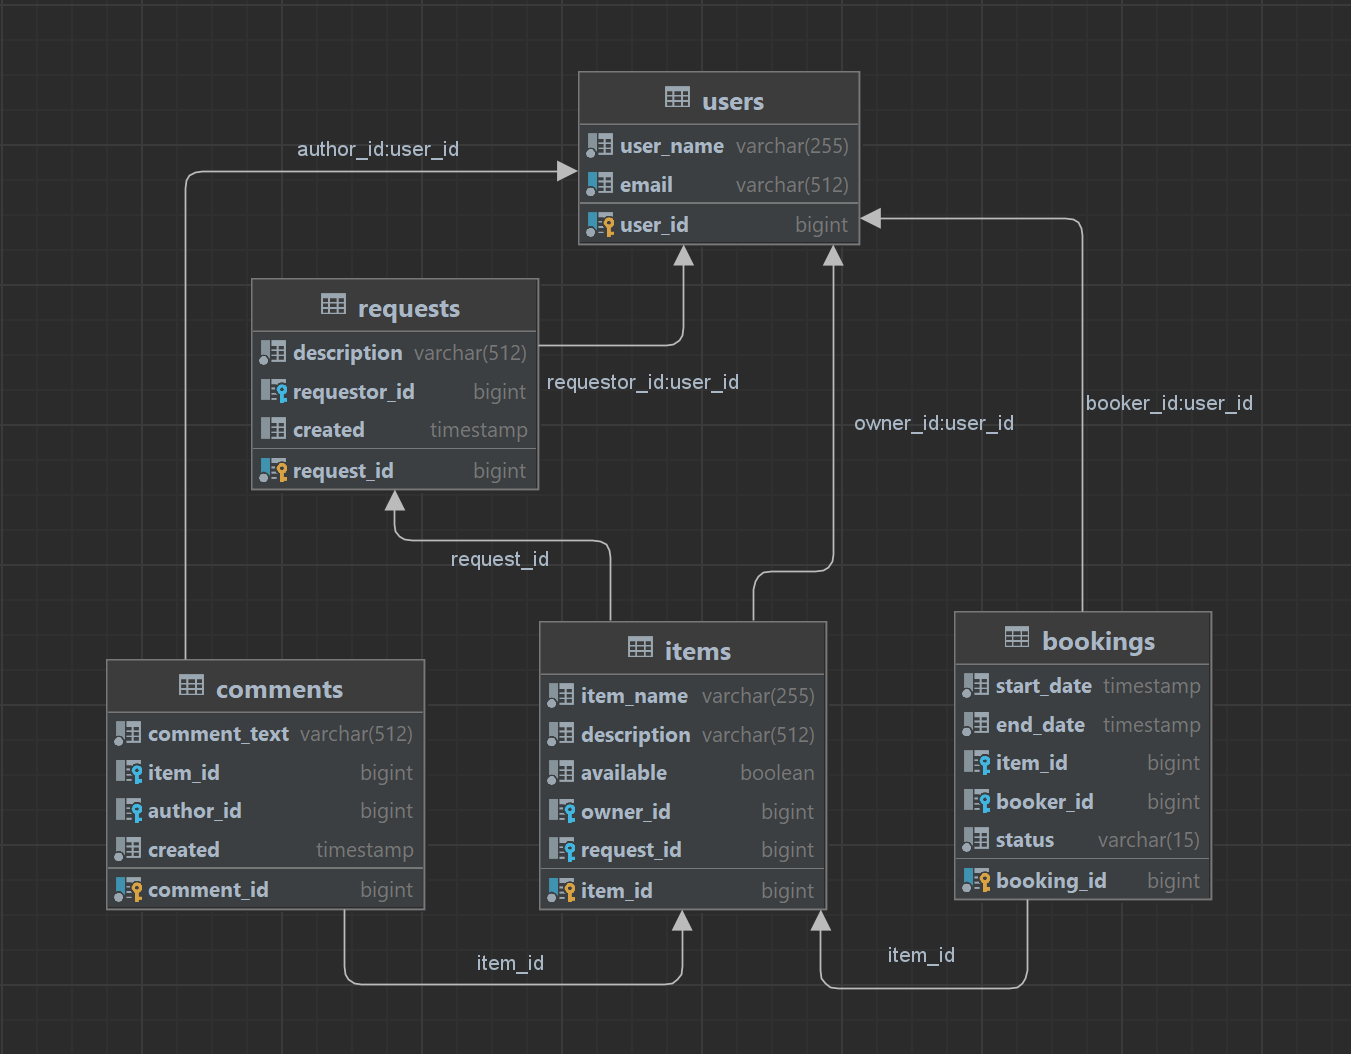 users
user_name varchar(255)
email varchar(512)
user_id bigint
author_id:user_id
requests
description varchar(512)
requestor_id bigint
created timestamp
request_id bigint
requestor_id:user_id
owner_id:user_id
booker_id:user_id
request_id
comments
comment_text varchar(512)
item_id bigint
author_id bigint
created timestamp
comment_id bigint
items
item_name varchar(255)
description varchar(512)
available boolean
owner_id bigint
request_id bigint
item_id bigint
bookings
start_date timestamp
end_date timestamp
item_id bigint
booker_id bigint
status varchar(15)
booking_id bigint
item_id
item_id